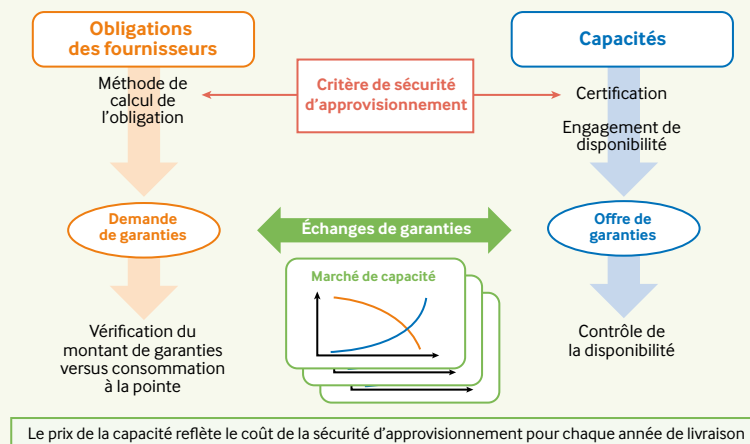 Obligations
des fournisseurs
Capacités
Méthode de
calcul de
l’obligation
Critère de sécurité
d’approvisionnement
Certification
Engagement de
disponibilité
Demande
de garanties
Échanges de garanties
Offre de
garanties
Marché de capacité
Vérification du
montant de garanties
versus consommation
à la pointe
Contrôle de
la disponibilité
Le prix de la capacité reflète le coût de la sécurité d’approvisionnement pour chaque année de livraison